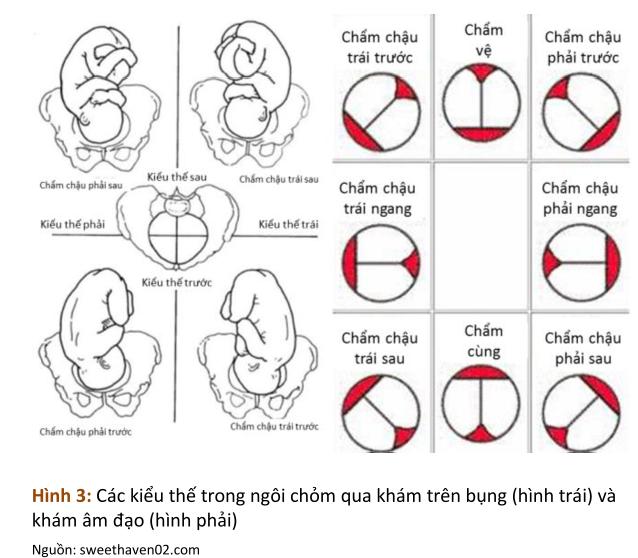 Chẩm chậu phải sau
Kiểu thế sau
Chẩm chậu trái sau
Kiểu thế phải
Kiểu thế trái
Kiểu thế trước
Chẩm chậu phải trước
Chẩm chậu trái trước
Chẩm chậu
trái trước
Chẩm
vệ
Chẩm chậu
phải trước
Chẩm chậu
trái ngang
Chẩm chậu
phải ngang
Chẩm chậu
trái sau
Chẩm
cùng
Chẩm chậu
phải sau
Hình 3: Các kiểu thế trong ngôi chỏm qua khám trên bụng (hình trái) và
khám âm đạo (hình phải)
Nguồn: sweethaven02.com